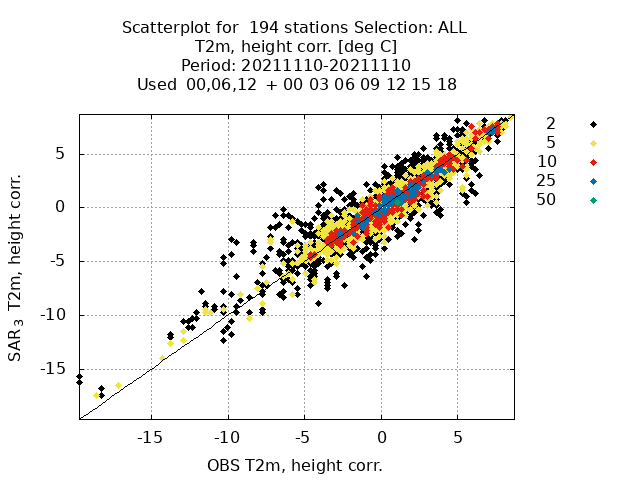 Scatterplot for 194 stations Selection: ALL
T2m, height corr. [deg C]
Period: 20211110-20211110
Used 00,06,12 + 00 03 06 09 12 15 18
2
5
10
25
50
5
0
-5
-10
-15
SAR 3 T2m, height corr.
-15 -10 -5 0 5
OBS T2m, height corr.